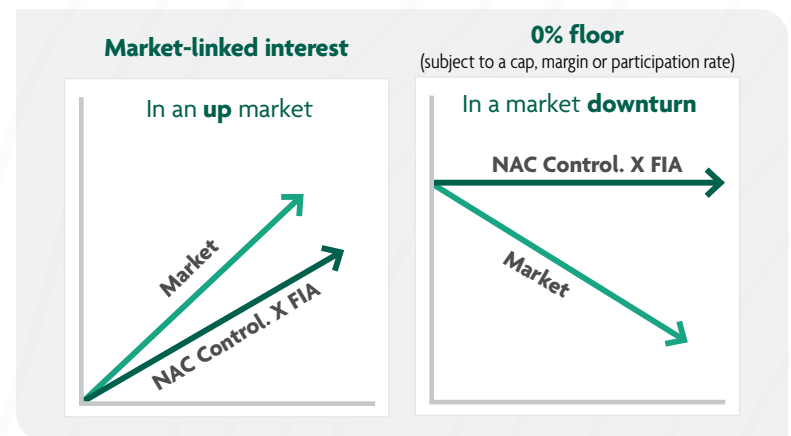 Market-linked interest
In an up market
Market
NAC Control. X FIA
0% floor
(subject to a cap, margin or participation rate)
In a market downturn
NAC Control. X FIA
Market